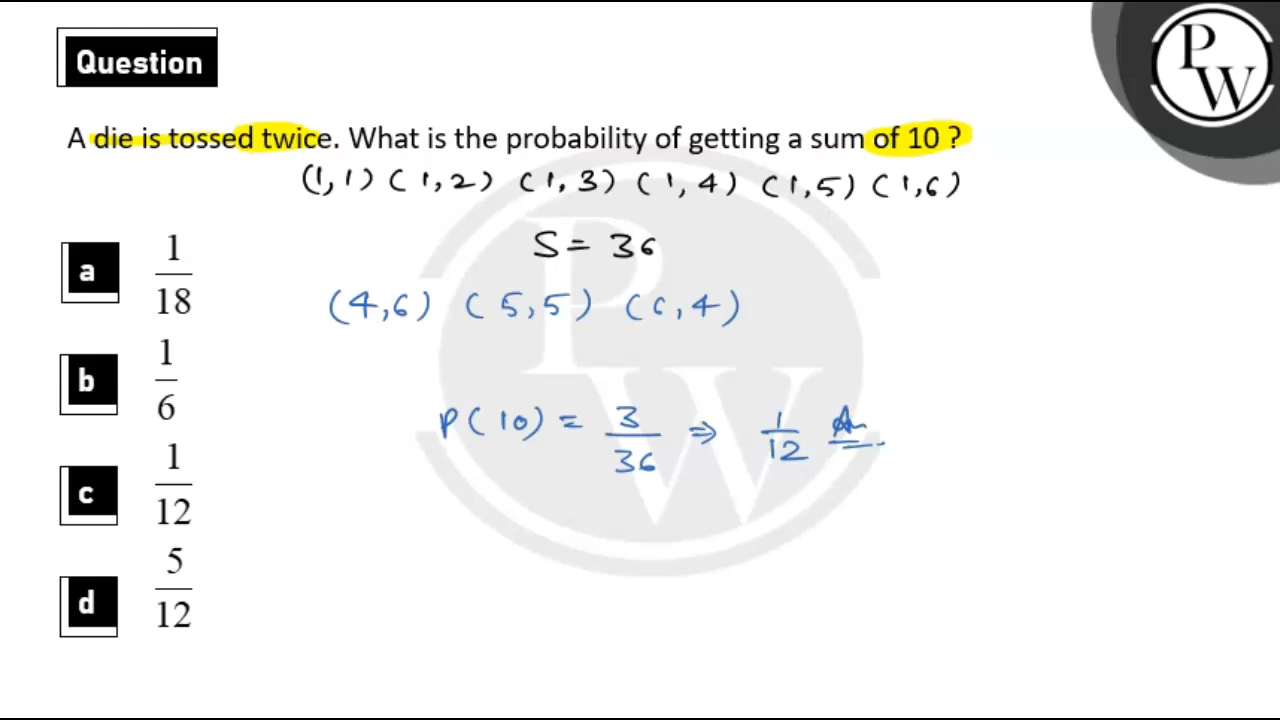 PW
Question
A die is tossed twice. What is the probability of getting a sum of 10 ?
(1,1) (1,2) (1,3) (1,4) (1,5) (1,6)
S = 36
a 1/18
(4,6) (5,5) (6,4)
b 1/6
P(10) = 3/36 ⇒ 1/12 An
c 1/12
d 5/12
PW